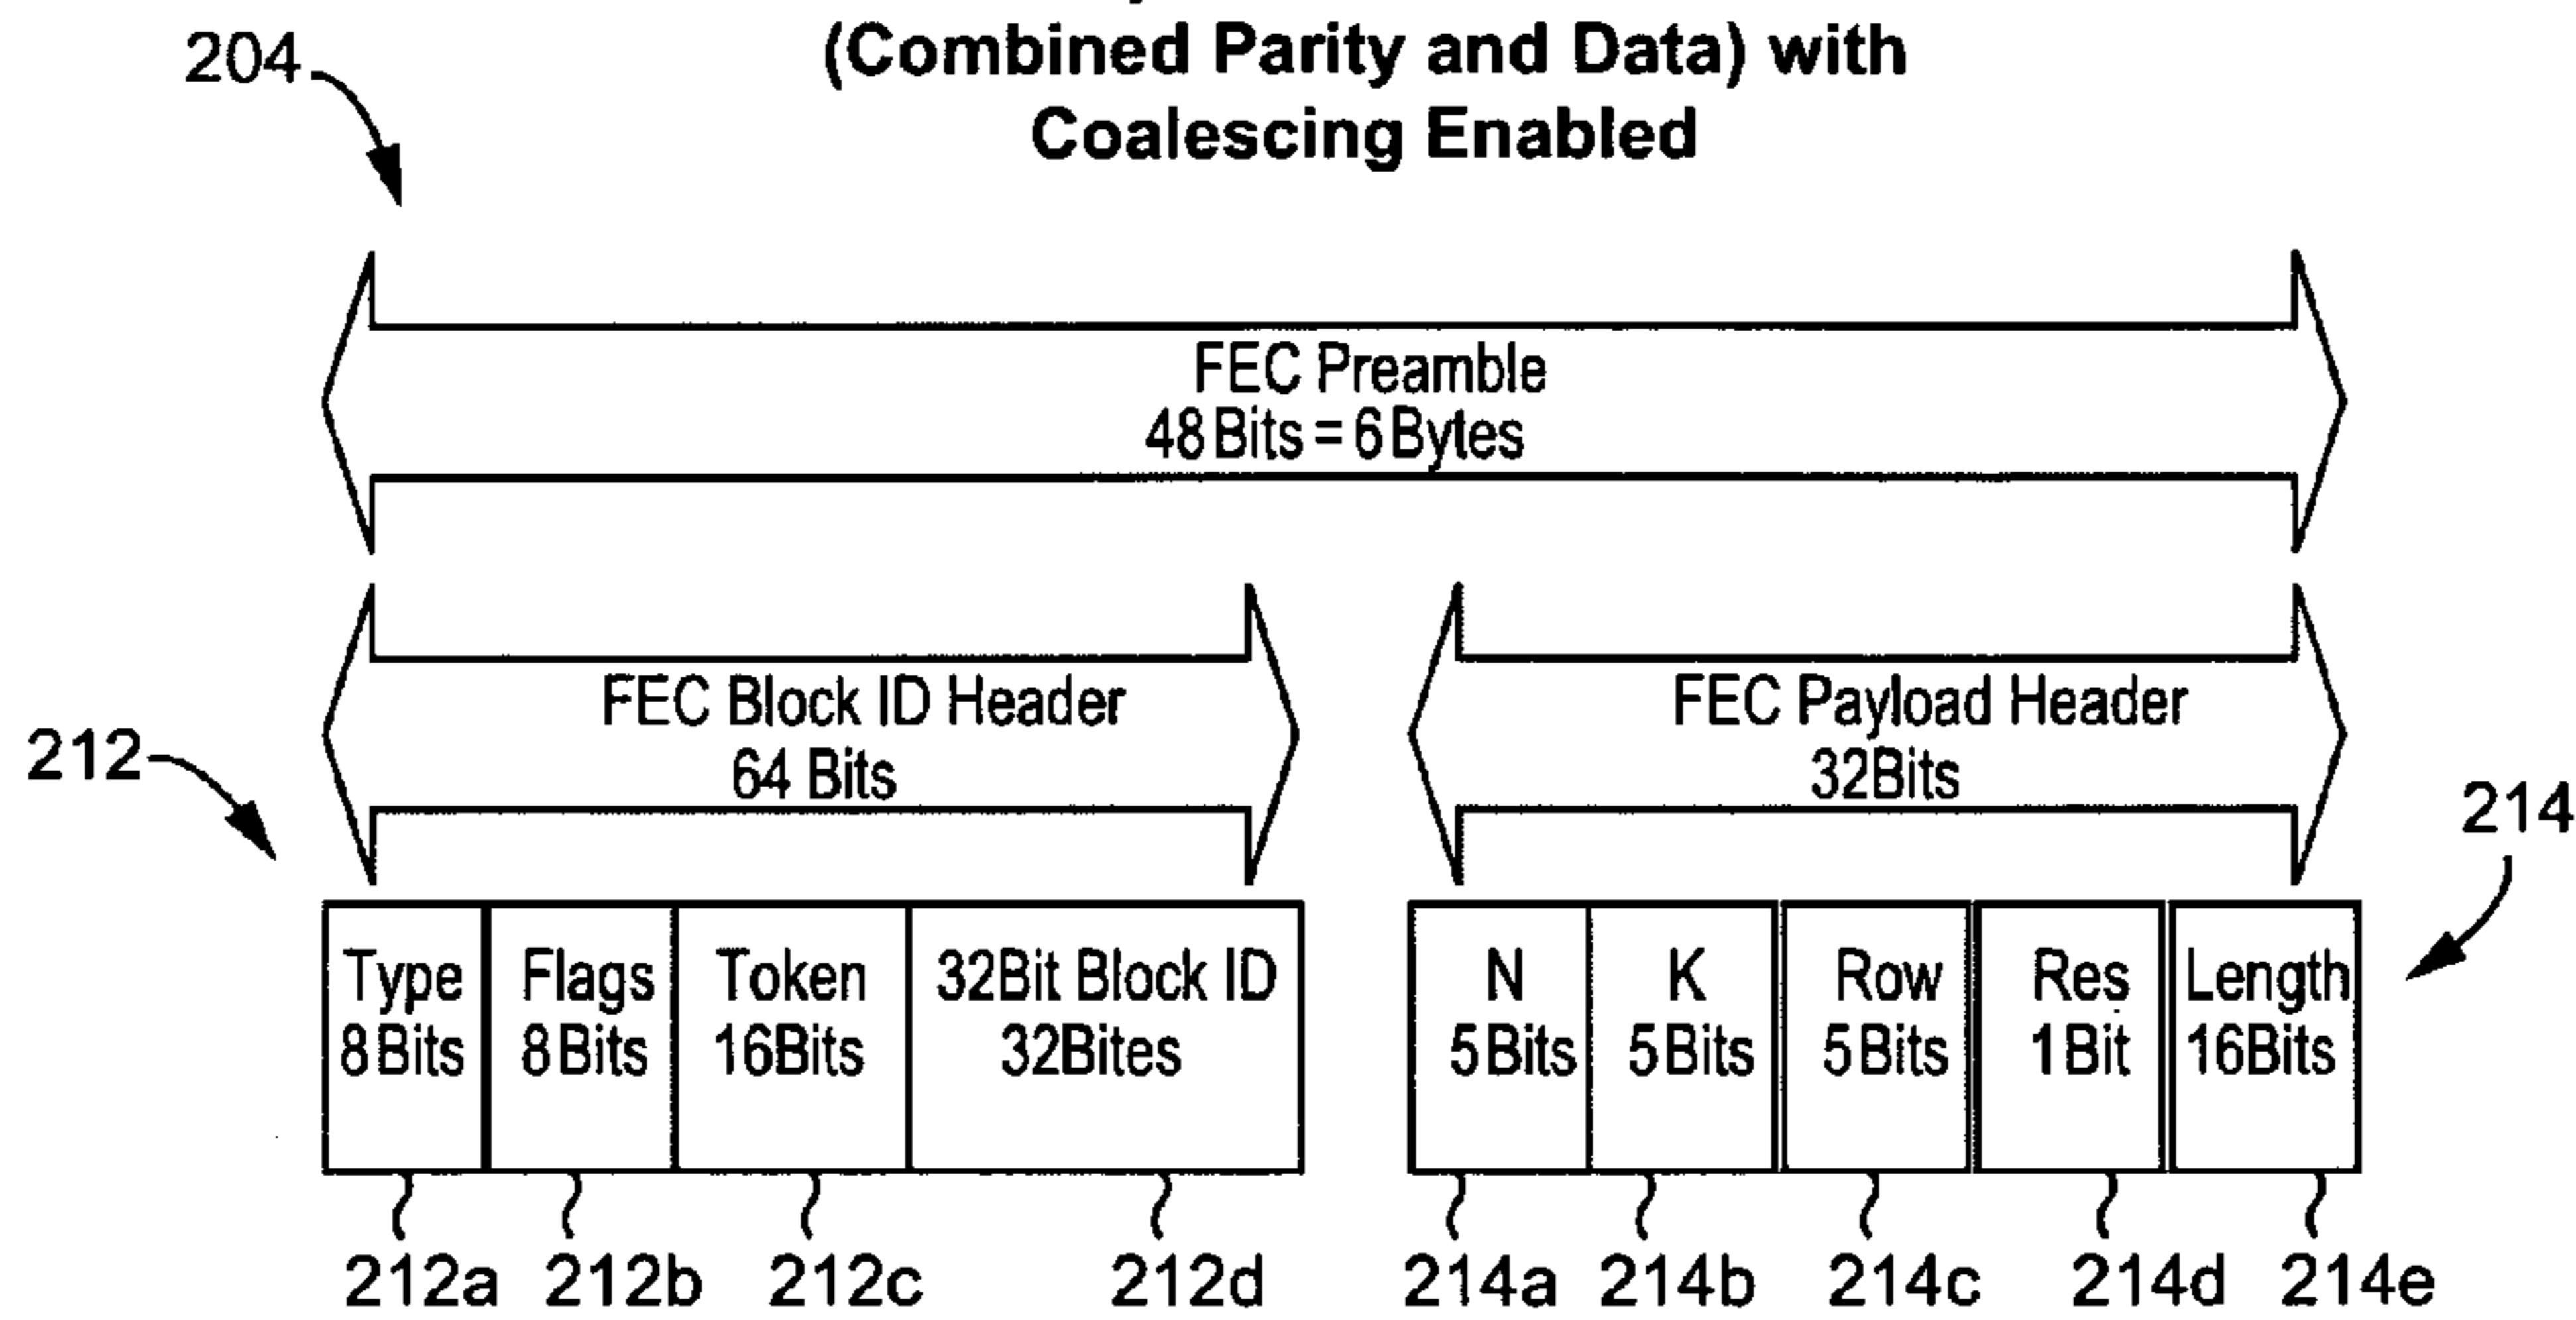 (Combined Parity and Data) with
Coalescing Enabled
204
FEC Preamble
48 Bits = 6 Bytes
212
FEC Block ID Header
64 Bits
FEC Payload Header
32Bits
214
Type
8 Bits
Flags
8 Bits
Token
16Bits
32Bit Block ID
32Bites
N
5 Bits
K
5 Bits
Row
5 Bits
Res
1 Bit
Length
16Bits
212a 212b 212c 212d 214a 214b 214c 214d 214e